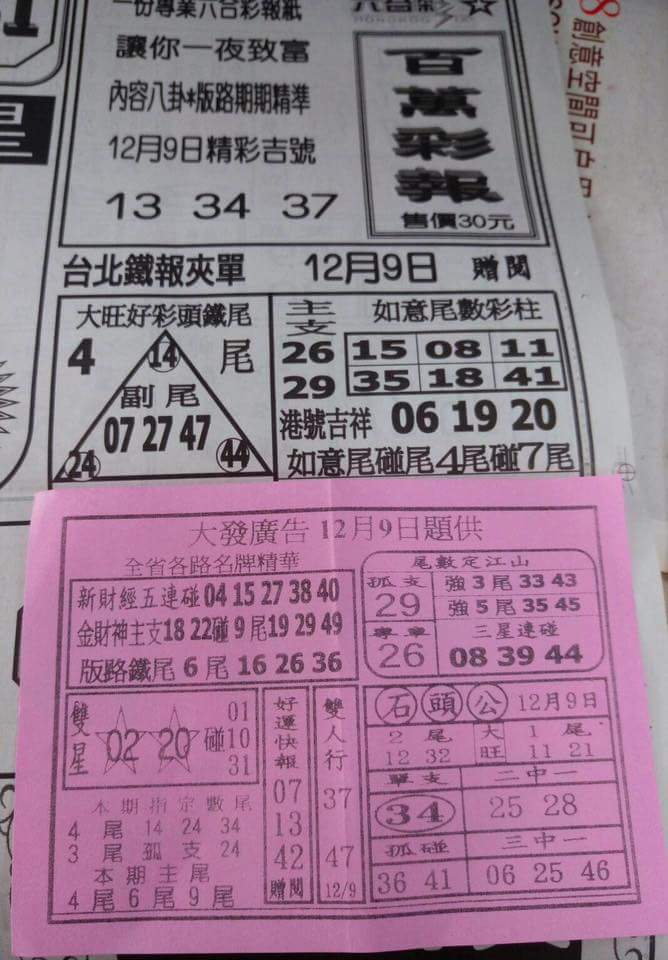 一份專業六合彩報紙
六合彩
讓你一夜致富
內容八卦*版路期期精準
12月9日精彩吉號
13 34 37
百萬彩報
售價30元
創意空間可
台北鐵報夾單 12月9日 贈閱
大旺好彩頭鐵尾
4 14 尾
副尾
07 27 47
24 44
主支 如意尾數彩柱
26 15 08 11
29 35 18 41
港號吉祥 06 19 20
如意尾碰尾4尾碰7尾
大發廣告12月9日題供
全省各路名牌精華
新財經五連碰 04 15 27 38 40
金財神主支18 22碰9尾19 29 49
版路鐵尾6尾16 26 36
尾數定江山
孤支 強3尾33 43
29 強5尾35 45
專車 三星連碰
26 08 39 44
雙星 02 20 碰 01 10 31
本期指定數尾
4尾 14 24 34
3尾孤支24
本期主尾
4尾6尾9尾
好運快報
07
13
42
贈閱
雙人行
37
47
12/9
石頭公 12月9日
2尾 大旺 1尾
12 32 11 21
單支 二中一
34 25 28
孤碰 三中一
36 41 06 25 46